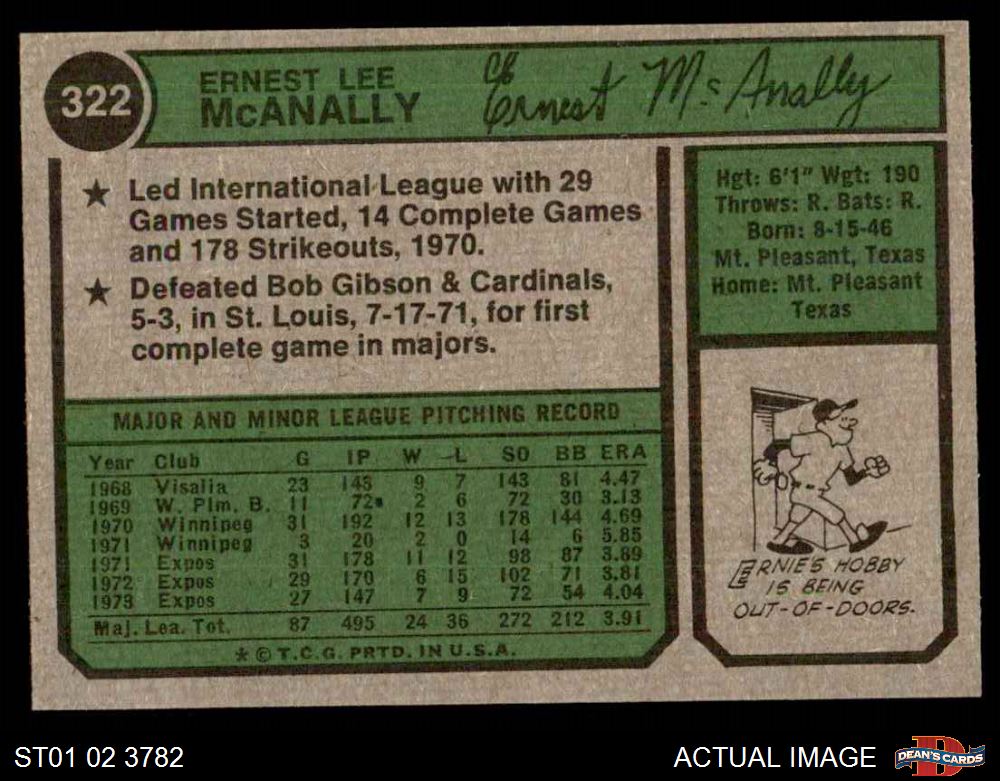 322
ERNEST LEE
McANALLY
Ernest McAnally
★ Led International League with 29
Games Started, 14 Complete Games
and 178 Strikeouts, 1970.
★ Defeated Bob Gibson & Cardinals,
5-3, in St. Louis, 7-17-71, for first
complete game in majors.
Hgt: 6'1" Wgt: 190
Throws: R. Bats: R.
Born: 8-15-46
Mt. Pleasant, Texas
Home: Mt. Pleasant
Texas
MAJOR AND MINOR LEAGUE PITCHING RECORD
Year Club G IP W L SO BB ERA
1968 Visalia 23 143 9 7 143 81 4.47
1969 W. Plm. B. 11 72* 2 6 72 30 3.13
1970 Winnipeg 31 192 12 13 178 144 4.69
1971 Winnipeg 3 20 2 0 14 6 5.85
1971 Expos 31 178 11 12 98 87 3.89
1972 Expos 29 170 6 15 102 71 3.81
1973 Expos 27 147 7 9 72 54 4.04
Maj. Lea. Tot. 87 495 24 36 272 212 3.91
* © T.C.G. PRTD. IN U.S.A.
ERNIE'S HOBBY
IS BEING
OUT-OF-DOORS.
ST01 02 3782
ACTUAL IMAGE
DEAN'S CARDS